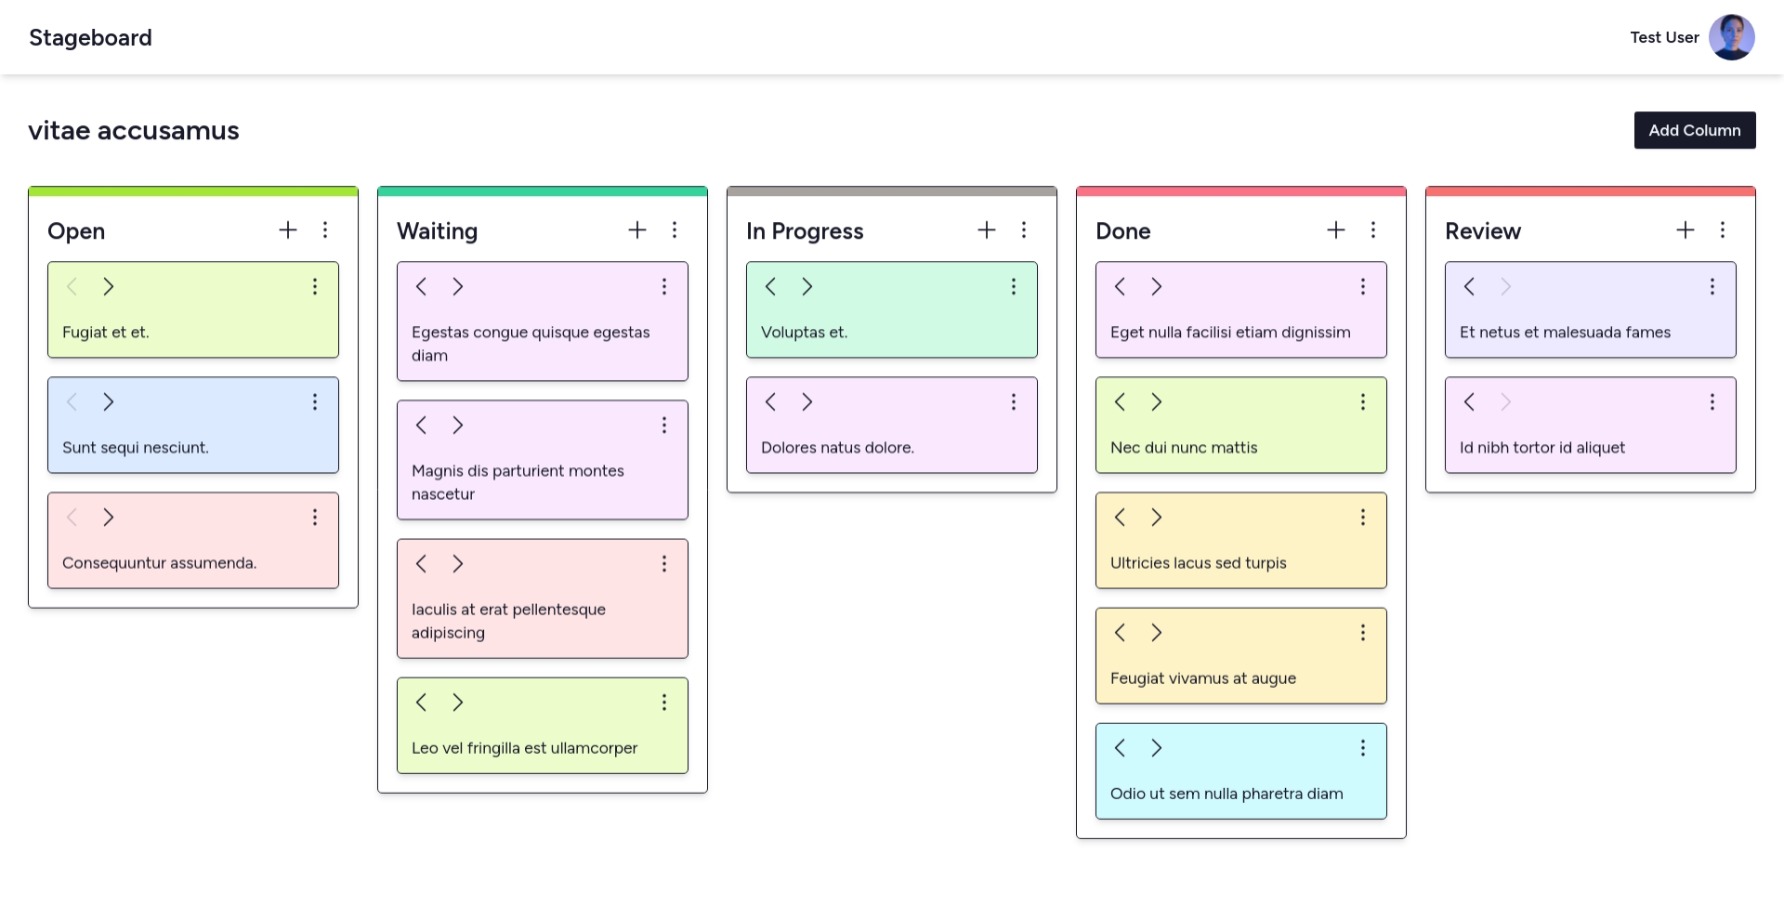 Stageboard
Test User
vitae accusamus
Add Column
Open
Fugiat et et.
Sunt sequi nesciunt.
Consequuntur assumenda.
Waiting
Egestas congue quisque egestas
diam
Magnis dis parturient montes
nascetur
Iaculis at erat pellentesque
adipiscing
Leo vel fringilla est ullamcorper
In Progress
Voluptas et.
Dolores natus dolore.
Done
Eget nulla facilisi etiam dignissim
Nec dui nunc mattis
Ultricies lacus sed turpis
Feugiat vivamus at augue
Odio ut sem nulla pharetra diam
Review
Et netus et malesuada fames
Id nibh tortor id aliquet